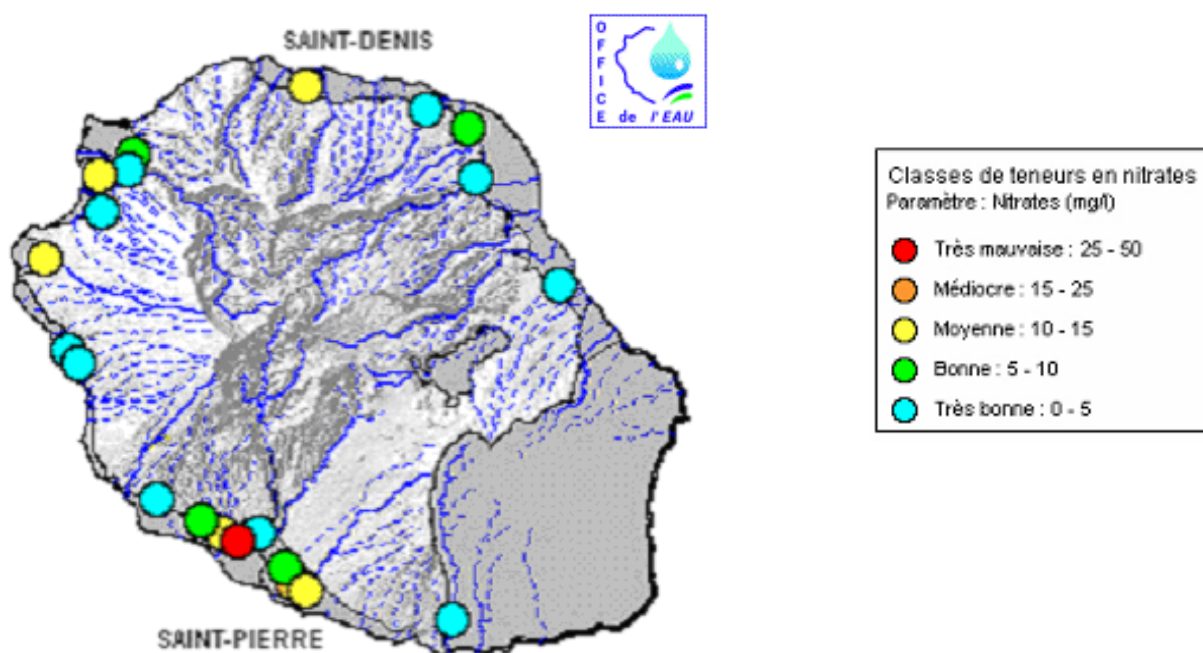 SAINT-DENIS
OFFICE
de l'EAU
Classes de teneurs en nitrates
Paramètre : Nitrates (mg/l)
Très mauvaise : 25 - 50
Médiocre : 15 - 25
Moyenne : 10 - 15
Bonne : 5 - 10
Très bonne : 0 - 5
SAINT-PIERRE